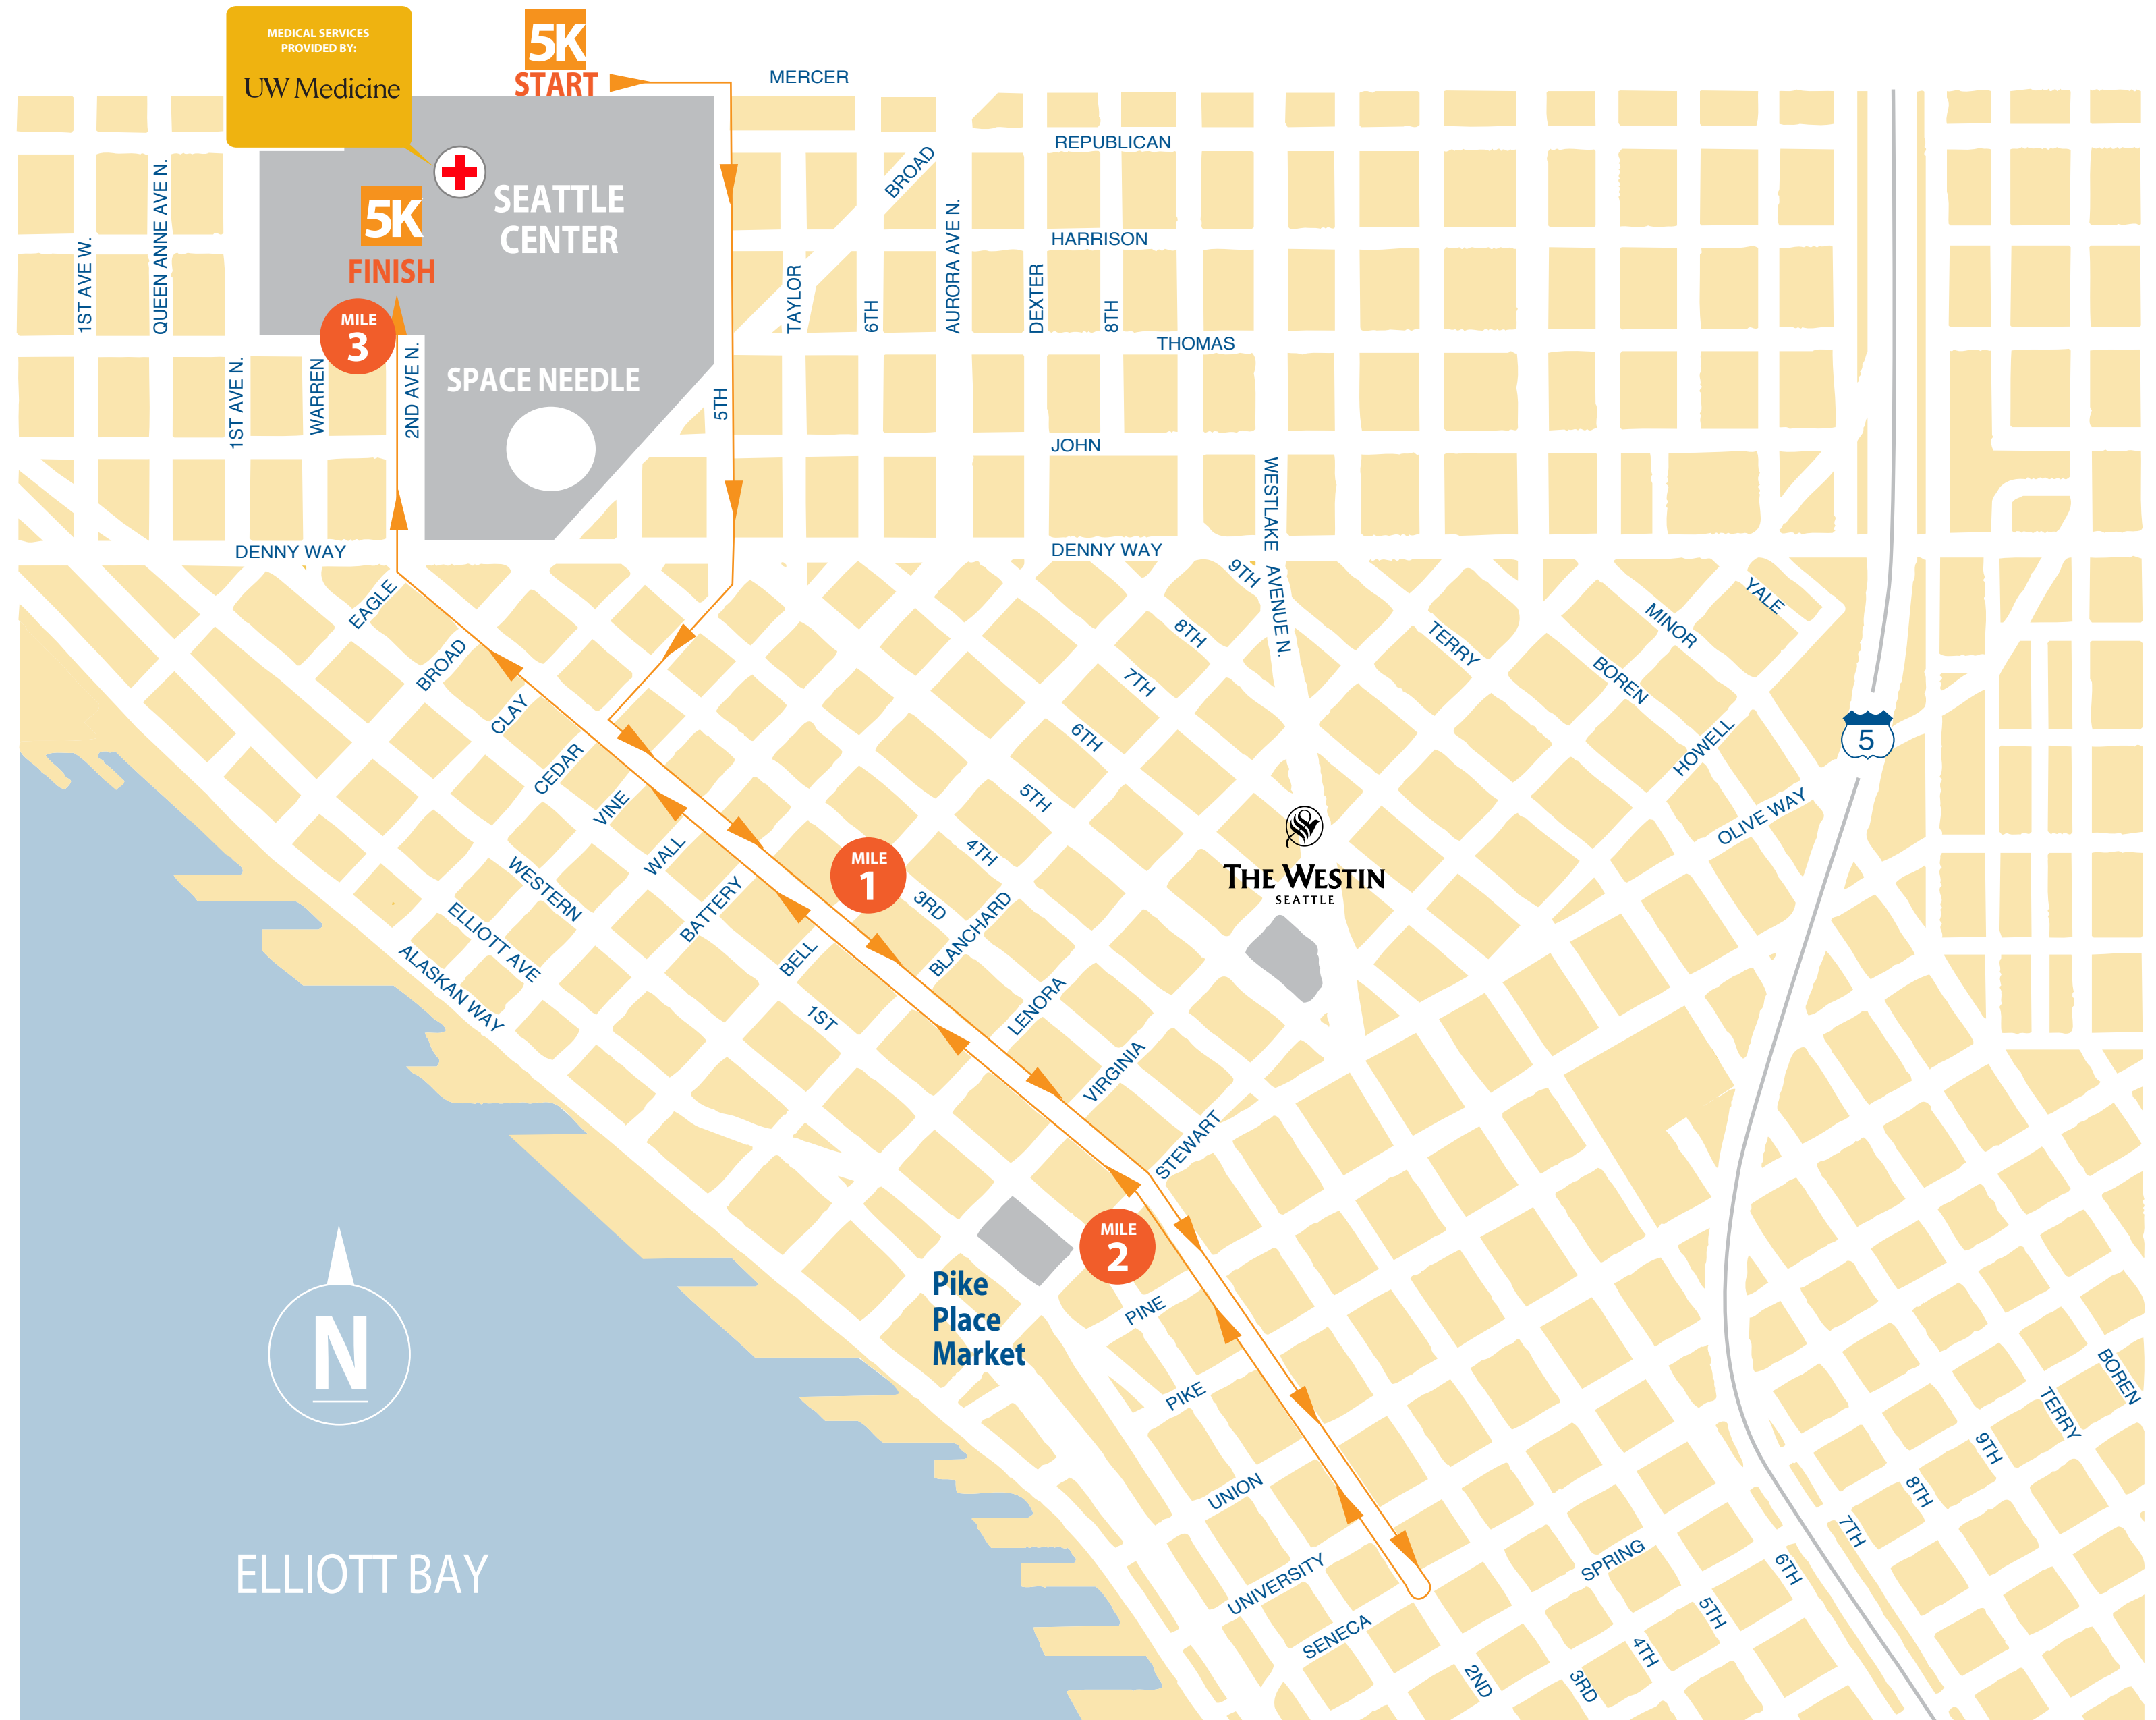 MEDICAL SERVICES
PROVIDED BY:
UW Medicine
5K
START
MERCER
REPUBLICAN
BROAD
SEATTLE
CENTER
5K
FINISH
HARRISON
1ST AVE W.
QUEEN ANNE AVE N.
TAYLOR
6TH
AURORA AVE N.
DEXTER
8TH
MILE
3
THOMAS
1ST AVE N.
WARREN
2ND AVE N.
SPACE NEEDLE
5TH
JOHN
WESTLAKE AVENUE N.
DENNY WAY
DENNY WAY
EAGLE
BROAD
CLAY
CEDAR
VINE
WALL
BATTERY
BELL
BLANCHARD
LENORA
VIRGINIA
STEWART
9TH
8TH
7TH
6TH
5TH
4TH
3RD
1ST
TERRY
BOREN
MINOR
YALE
HOWELL
OLIVE WAY
5
THE WESTIN
SEATTLE
MILE
1
WESTERN
ELLIOTT AVE
ALASKAN WAY
MILE
2
Pike
Place
Market
PINE
PIKE
UNION
UNIVERSITY
SENECA
SPRING
2ND
3RD
4TH
5TH
6TH
7TH
8TH
9TH
TERRY
BOREN
N
ELLIOTT BAY